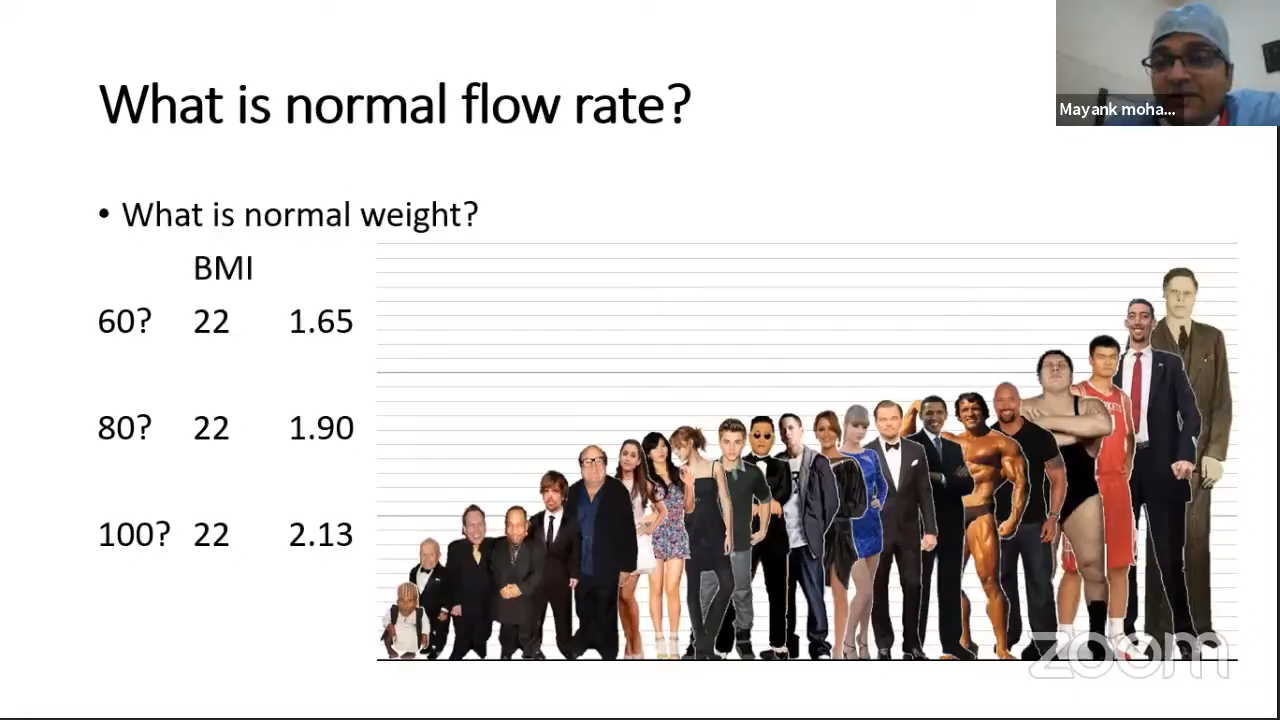 What is normal flow rate?
Mayank moha...
• What is normal weight?
BMI
60? 22 1.65
80? 22 1.90
100? 22 2.13
zoom